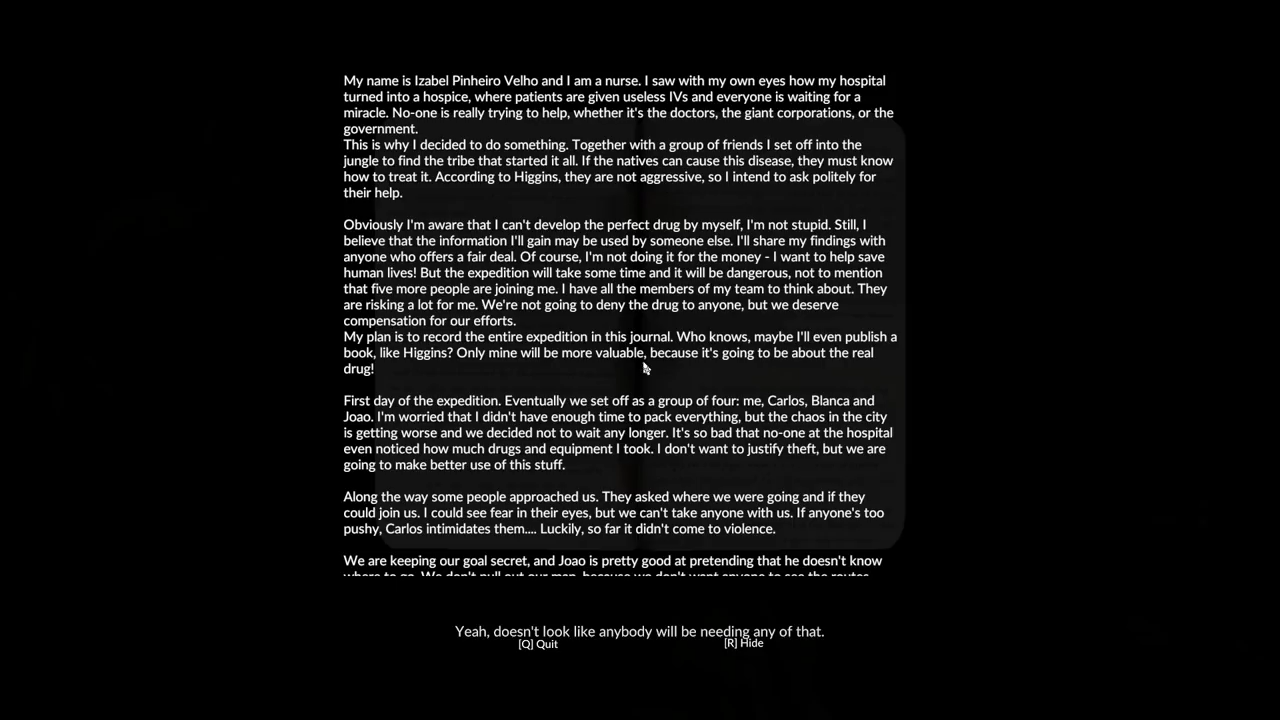 My name is Izabel Pinheiro Velho and I am a nurse. I saw with my own eyes how my hospital
turned into a hospice, where patients are given useless IVs and everyone is waiting for a
miracle. No-one is really trying to help, whether it's the doctors, the giant corporations, or the
government.
This is why I decided to do something. Together with a group of friends I set off into the
jungle to find the tribe that started it all. If the natives can cause this disease, they must know
how to treat it. According to Higgins, they are not aggressive, so I intend to ask politely for
their help.
Obviously I'm aware that I can't develop the perfect drug by myself, I'm not stupid. Still, I
believe that the information I'll gain may be used by someone else. I'll share my findings with
anyone who offers a fair deal. Of course, I'm not doing it for the money - I want to help save
human lives! But the expedition will take some time and it will be dangerous, not to mention
that five more people are joining me. I have all the members of my team to think about. They
are risking a lot for me. We're not going to deny the drug to anyone, but we deserve
compensation for our efforts.
My plan is to record the entire expedition in this journal. Who knows, maybe I'll even publish a
book, like Higgins? Only mine will be more valuable, because it's going to be about the real
drug!
First day of the expedition. Eventually we set off as a group of four: me, Carlos, Blanca and
Joao. I'm worried that I didn't have enough time to pack everything, but the chaos in the city
is getting worse and we decided not to wait any longer. It's so bad that no-one at the hospital
even noticed how much drugs and equipment I took. I don't want to justify theft, but we are
going to make better use of this stuff.
Along the way some people approached us. They asked where we were going and if they
could join us. I could see fear in their eyes, but we can't take anyone with us. If anyone's too
pushy, Carlos intimidates them.... Luckily, so far it didn't come to violence.
We are keeping our goal secret, and Joao is pretty good at pretending that he doesn't know
where to go. We don't pull out our map, because we don't want anyone to see the routes
Yeah, doesn't look like anybody will be needing any of that.
[Q] Quit
[R] Hide